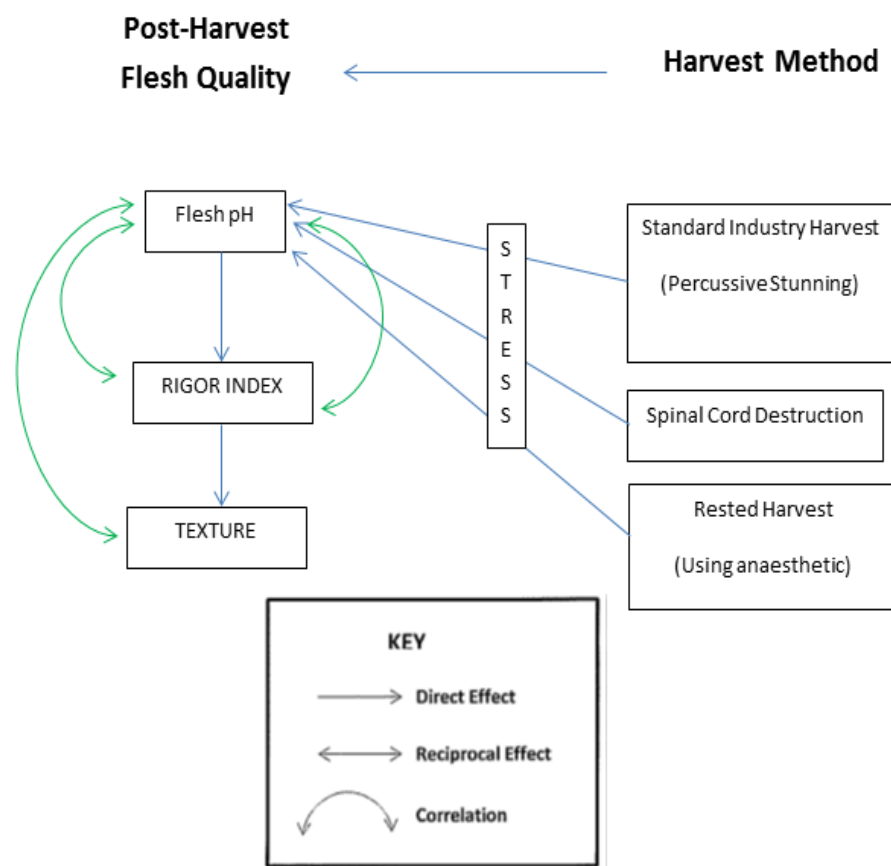 Post-Harvest
Flesh Quality
Harvest Method
Flesh pH
RIGOR INDEX
TEXTURE
S
T
R
E
S
S
Standard Industry Harvest
(Percussive Stunning)
Spinal Cord Destruction
Rested Harvest
(Using anaesthetic)
KEY
Direct Effect
Reciprocal Effect
Correlation